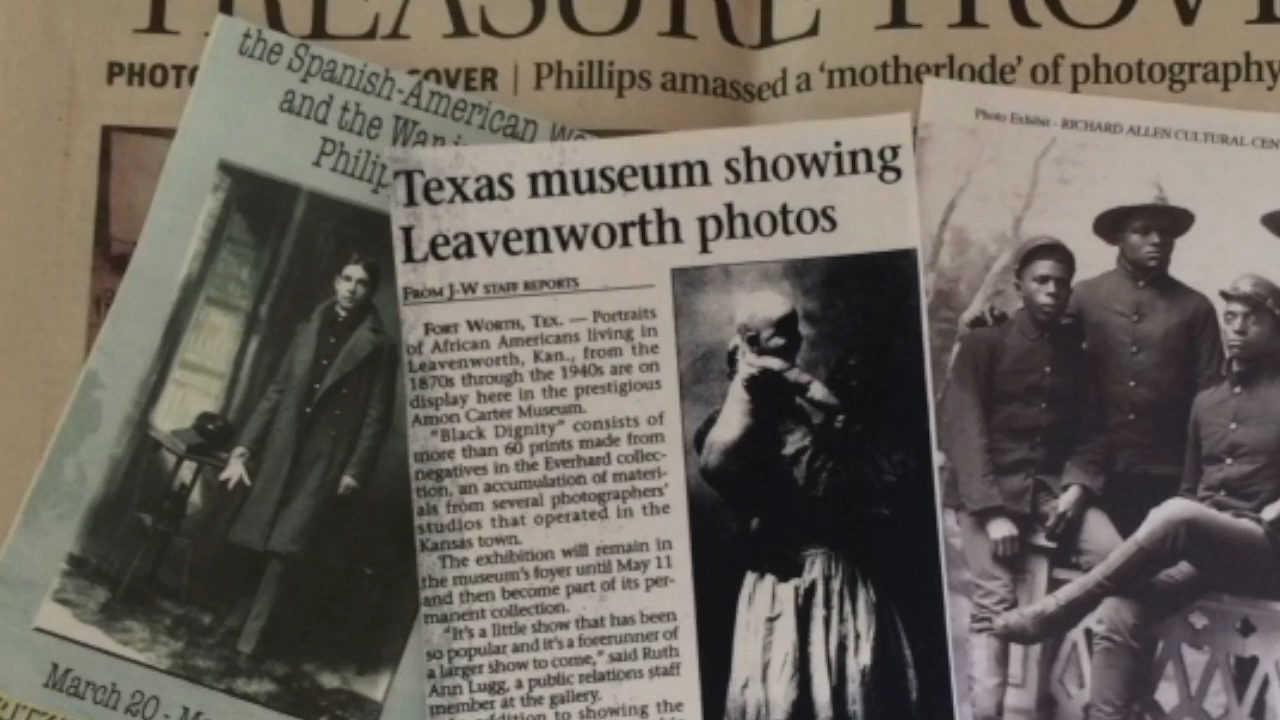 TREASURE TROVE
PHOTO COVER | Phillips amassed a ‘motherlode’ of photography
the Spanish-American
and the War
Photo Exhibit - RICHARD ALLEN CULTURAL CEN
Texas museum showing
Leavenworth photos
FROM J-W STAFF REPORTS
FORT WORTH, TEX. — Portraits
of African Americans living in
Leavenworth, Kan., from the
1870s through the 1940s are on
display here in the prestigious
Amon Carter Museum.
“Black Dignity” consists of
more than 60 prints made from
negatives in the Everhard collec-
tion, an accumulation of materi-
als from several photographers’
studios that operated in the
Kansas town.
The exhibition will remain in
the museum’s foyer until May 11
and then become part of its per-
manent collection.
“It’s a little show that has been
so popular and it’s a forerunner of
a larger show to come,” said Ruth
Ann Lugg, a public relations staff
member at the gallery.
to showing the
March 20 -